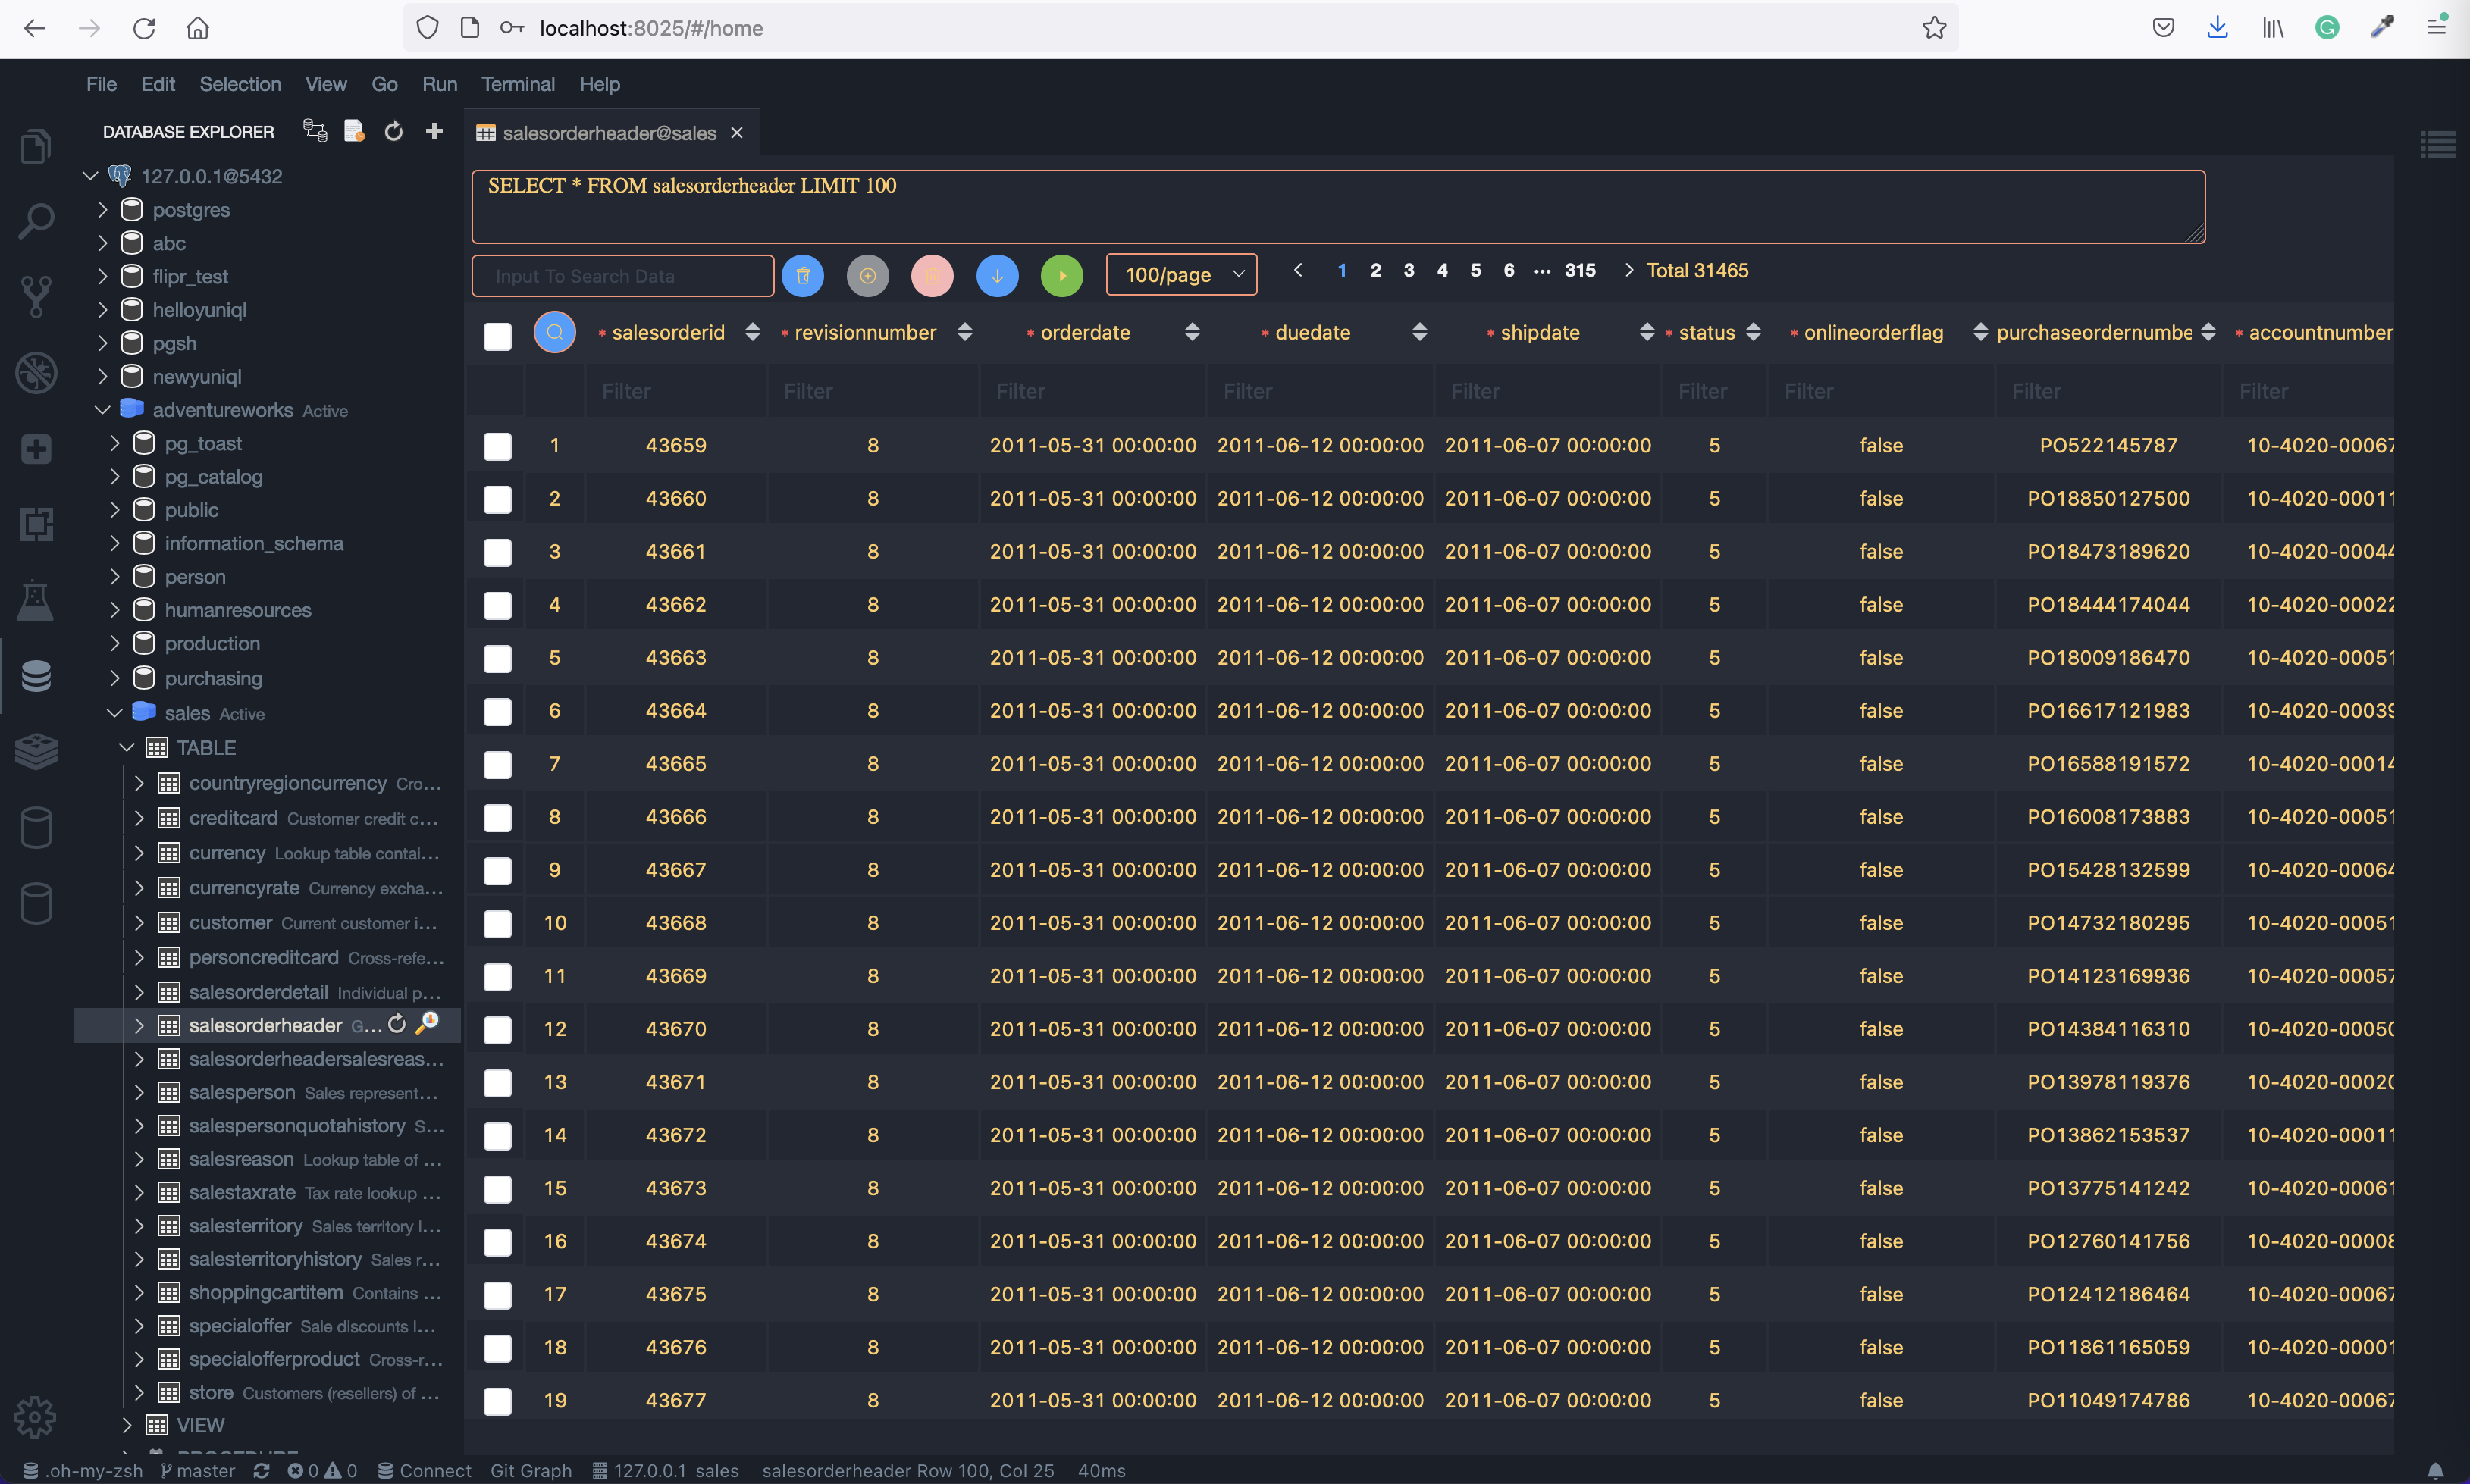 localhost:8025/#/home
File Edit Selection View Go Run Terminal Help
DATABASE EXPLORER
salesorderheader@sales
127.0.0.1@5432
postgres
abc
flipr_test
helloyuniql
pgsh
newyuniql
adventureworks Active
pg_toast
pg_catalog
public
information_schema
person
humanresources
production
purchasing
sales Active
TABLE
countryregioncurrency Cro...
creditcard Customer credit c...
currency Lookup table contai...
currencyrate Currency excha...
customer Current customer i...
personcreditcard Cross-refe...
salesorderdetail Individual p...
salesorderheader G...
salesorderheadersalesreas...
salesperson Sales represent...
salespersonquotahistory S...
salesreason Lookup table of ...
salestaxrate Tax rate lookup ...
salesterritory Sales territory l...
salesterritoryhistory Sales r...
shoppingcartitem Contains ...
specialoffer Sale discounts l...
specialofferproduct Cross-r...
store Customers (resellers) of ...
VIEW
SELECT * FROM salesorderheader LIMIT 100
Input To Search Data 100/page 1 2 3 4 5 6 ... 315 Total 31465
* salesorderid * revisionnumber * orderdate * duedate * shipdate * status * onlineorderflag purchaseordernumbe * accountnumber
Filter Filter Filter Filter Filter Filter Filter Filter Filter
1 43659 8 2011-05-31 00:00:00 2011-06-12 00:00:00 2011-06-07 00:00:00 5 false PO522145787 10-4020-00067
2 43660 8 2011-05-31 00:00:00 2011-06-12 00:00:00 2011-06-07 00:00:00 5 false PO18850127500 10-4020-00011
3 43661 8 2011-05-31 00:00:00 2011-06-12 00:00:00 2011-06-07 00:00:00 5 false PO18473189620 10-4020-00044
4 43662 8 2011-05-31 00:00:00 2011-06-12 00:00:00 2011-06-07 00:00:00 5 false PO18444174044 10-4020-00022
5 43663 8 2011-05-31 00:00:00 2011-06-12 00:00:00 2011-06-07 00:00:00 5 false PO18009186470 10-4020-00051
6 43664 8 2011-05-31 00:00:00 2011-06-12 00:00:00 2011-06-07 00:00:00 5 false PO16617121983 10-4020-00039
7 43665 8 2011-05-31 00:00:00 2011-06-12 00:00:00 2011-06-07 00:00:00 5 false PO16588191572 10-4020-00014
8 43666 8 2011-05-31 00:00:00 2011-06-12 00:00:00 2011-06-07 00:00:00 5 false PO16008173883 10-4020-00051
9 43667 8 2011-05-31 00:00:00 2011-06-12 00:00:00 2011-06-07 00:00:00 5 false PO15428132599 10-4020-00064
10 43668 8 2011-05-31 00:00:00 2011-06-12 00:00:00 2011-06-07 00:00:00 5 false PO14732180295 10-4020-00051
11 43669 8 2011-05-31 00:00:00 2011-06-12 00:00:00 2011-06-07 00:00:00 5 false PO14123169936 10-4020-00057
12 43670 8 2011-05-31 00:00:00 2011-06-12 00:00:00 2011-06-07 00:00:00 5 false PO14384116310 10-4020-00050
13 43671 8 2011-05-31 00:00:00 2011-06-12 00:00:00 2011-06-07 00:00:00 5 false PO13978119376 10-4020-00020
14 43672 8 2011-05-31 00:00:00 2011-06-12 00:00:00 2011-06-07 00:00:00 5 false PO13862153537 10-4020-00011
15 43673 8 2011-05-31 00:00:00 2011-06-12 00:00:00 2011-06-07 00:00:00 5 false PO13775141242 10-4020-00061
16 43674 8 2011-05-31 00:00:00 2011-06-12 00:00:00 2011-06-07 00:00:00 5 false PO12760141756 10-4020-00008
17 43675 8 2011-05-31 00:00:00 2011-06-12 00:00:00 2011-06-07 00:00:00 5 false PO12412186464 10-4020-00067
18 43676 8 2011-05-31 00:00:00 2011-06-12 00:00:00 2011-06-07 00:00:00 5 false PO11861165059 10-4020-00001
19 43677 8 2011-05-31 00:00:00 2011-06-12 00:00:00 2011-06-07 00:00:00 5 false PO11049174786 10-4020-00067
.oh-my-zsh master 0 0 Connect Git Graph 127.0.0.1 sales salesorderheader Row 100, Col 25 40ms